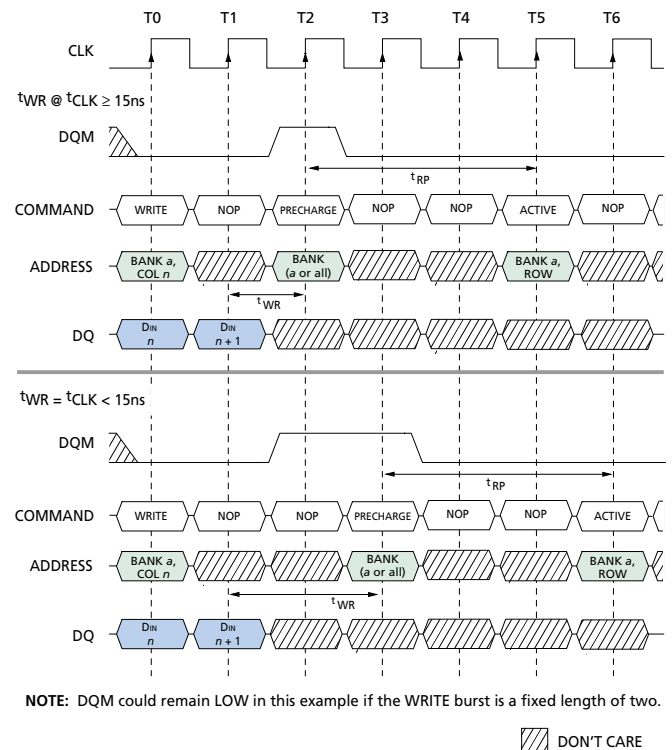 T0 T1 T2 T3 T4 T5 T6
CLK
tWR @ tCLK ≥ 15ns
DQM
tRP
COMMAND WRITE NOP PRECHARGE NOP NOP ACTIVE NOP
ADDRESS BANK a, COL n BANK (a or all) BANK a, ROW
tWR
DQ DIN n DIN n + 1
tWR = tCLK < 15ns
DQM
tRP
COMMAND WRITE NOP NOP PRECHARGE NOP NOP ACTIVE
ADDRESS BANK a, COL n BANK (a or all) BANK a, ROW
tWR
DQ DIN n DIN n + 1
NOTE: DQM could remain LOW in this example if the WRITE burst is a fixed length of two.
DON'T CARE